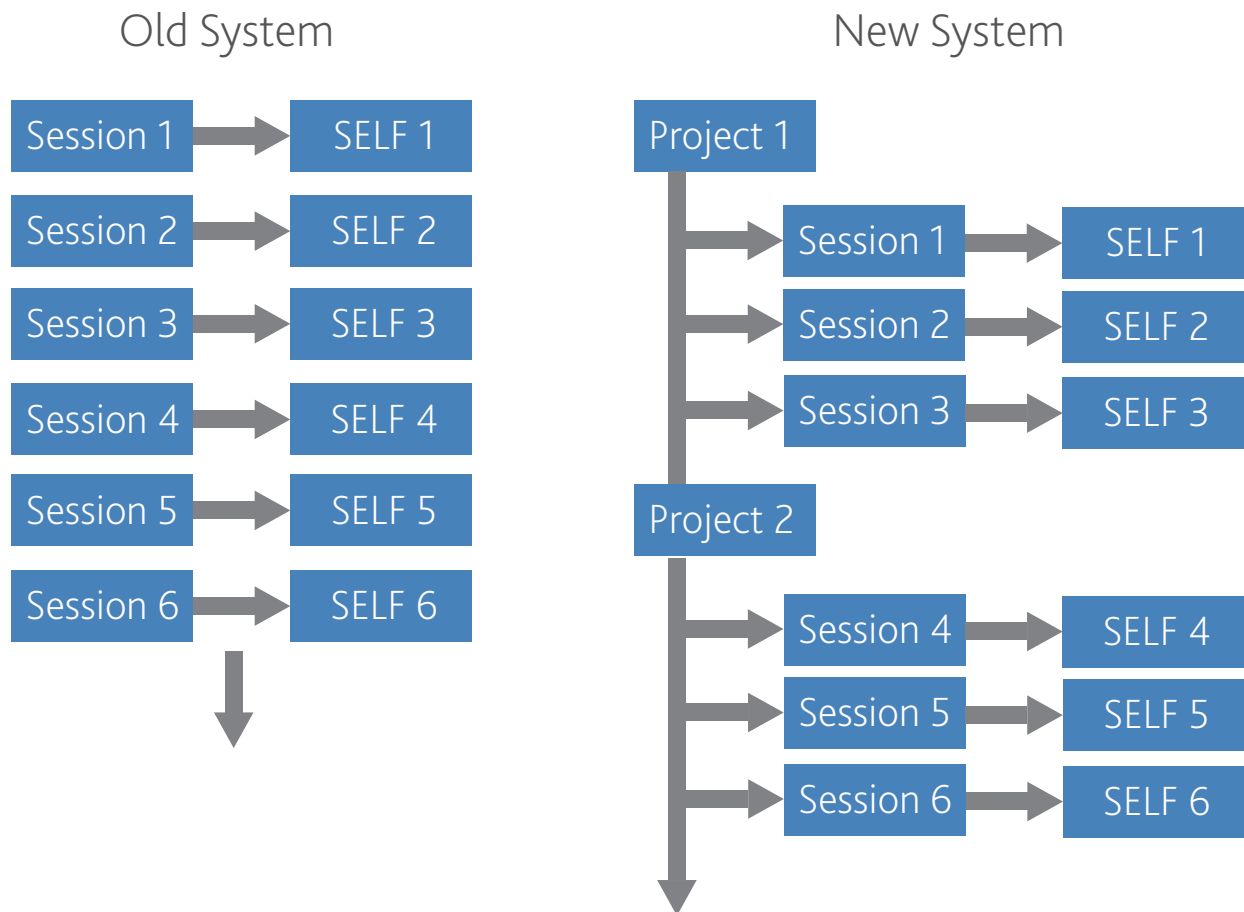 Old System
Session 1
SELF 1
Session 2
SELF 2
Session 3
SELF 3
Session 4
SELF 4
Session 5
SELF 5
Session 6
SELF 6
New System
Project 1
Session 1
SELF 1
Session 2
SELF 2
Session 3
SELF 3
Project 2
Session 4
SELF 4
Session 5
SELF 5
Session 6
SELF 6